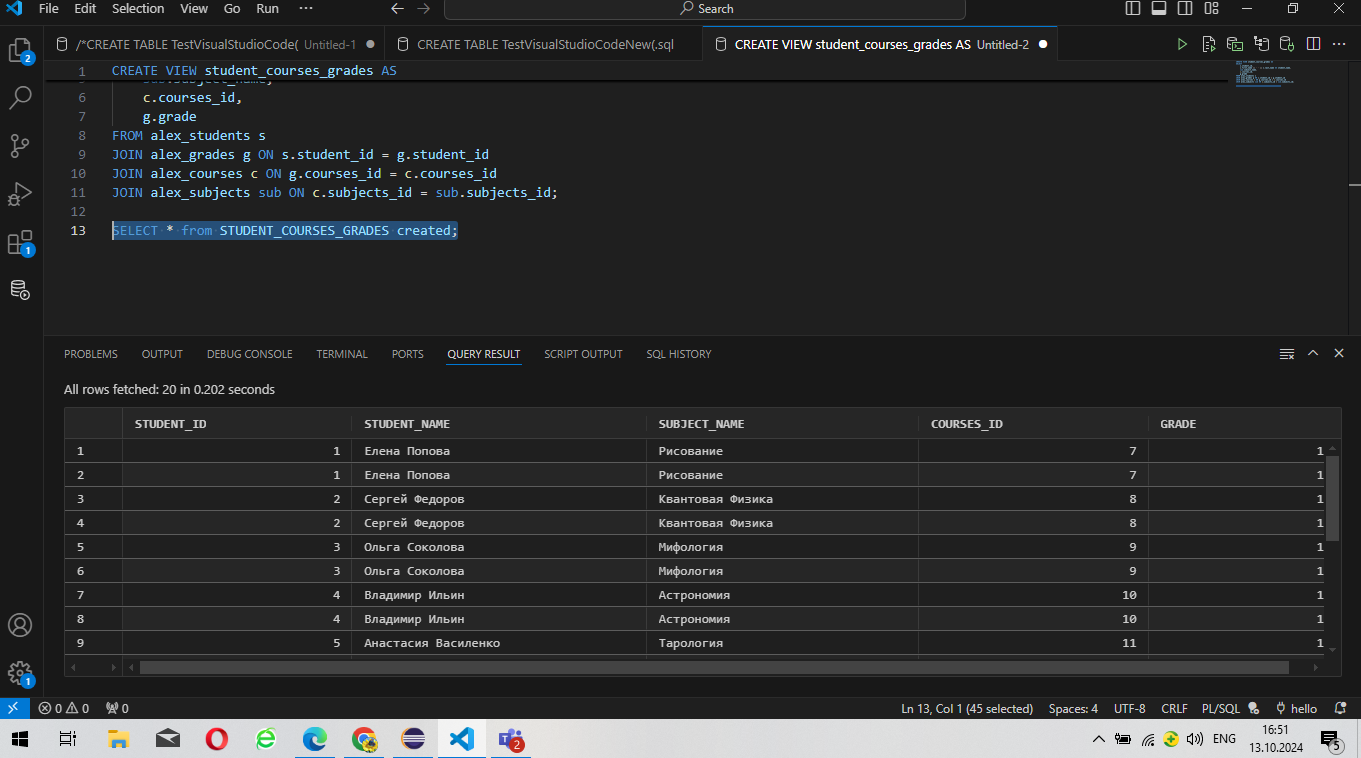 File Edit Selection View Go Run ··· Search
/*CREATE TABLE TestVisualStudioCode( Untitled-1 ● CREATE TABLE TestVisualStudioCodeNew(.sql CREATE VIEW student_courses_grades AS Untitled-2 ●
1 CREATE VIEW student_courses_grades AS
6 c.courses_id,
7 g.grade
8 FROM alex_students s
9 JOIN alex_grades g ON s.student_id = g.student_id
10 JOIN alex_courses c ON g.courses_id = c.courses_id
11 JOIN alex_subjects sub ON c.subjects_id = sub.subjects_id;
12
13 SELECT * from STUDENT_COURSES_GRADES created;
PROBLEMS OUTPUT DEBUG CONSOLE TERMINAL PORTS QUERY RESULT SCRIPT OUTPUT SQL HISTORY
All rows fetched: 20 in 0.202 seconds
STUDENT_ID STUDENT_NAME SUBJECT_NAME COURSES_ID GRADE
1 1 Елена Попова Рисование 7 1
2 1 Елена Попова Рисование 7 1
3 2 Сергей Федоров Квантовая Физика 8 1
4 2 Сергей Федоров Квантовая Физика 8 1
5 3 Ольга Соколова Мифология 9 1
6 3 Ольга Соколова Мифология 9 1
7 4 Владимир Ильин Астрономия 10 1
8 4 Владимир Ильин Астрономия 10 1
9 5 Анастасия Василенко Тарология 11 1
2
1
1
0 0 0 Ln 13, Col 1 (45 selected) Spaces: 4 UTF-8 CRLF PL/SQL hello
2 ENG 16:51
13.10.2024 5